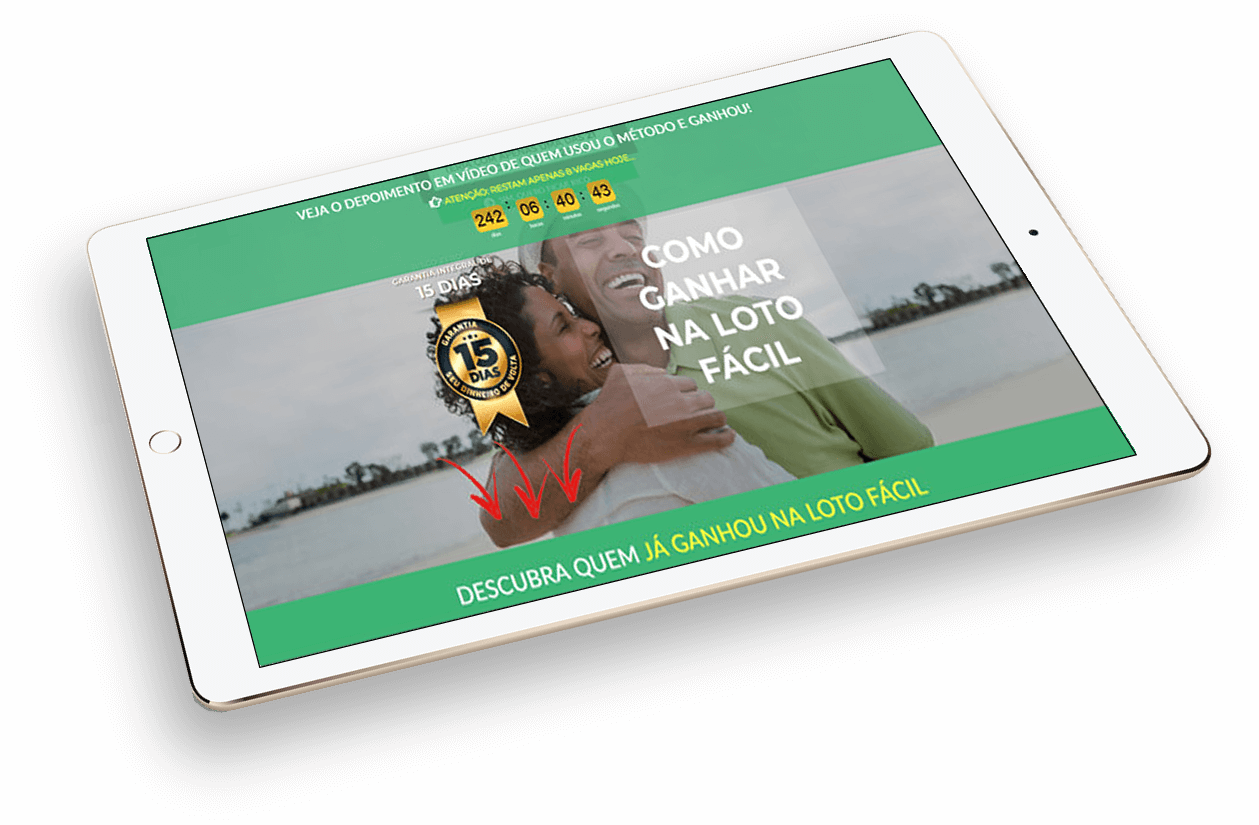 VEJA O DEPOIMENTO EM VÍDEO DE QUEM USOU O MÉTODO E GANHOU!
ATENÇÃO: RESTAM APENAS 8 VAGAS HOJE...
242 : 06 : 40 : 43
dias horas minutos segundos
GARANTIA INTEGRAL DE
15 DIAS
GARANTIA
15
DIAS
SEU DINHEIRO DE VOLTA
COMO
GANHAR
NA LOTO
FÁCIL
DESCUBRA QUEM JÁ GANHOU NA LOTO FÁCIL